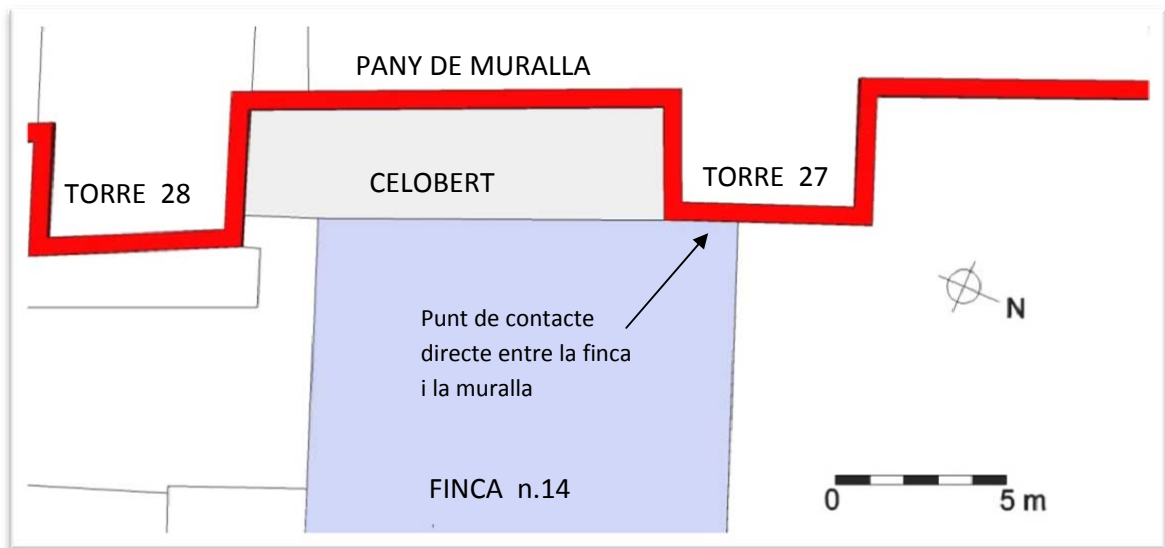 PANY DE MURALLA
TORRE 28
CELOBERT
TORRE 27
Punt de contacte
directe entre la finca
i la muralla
N
FINCA n.14
0 5 m